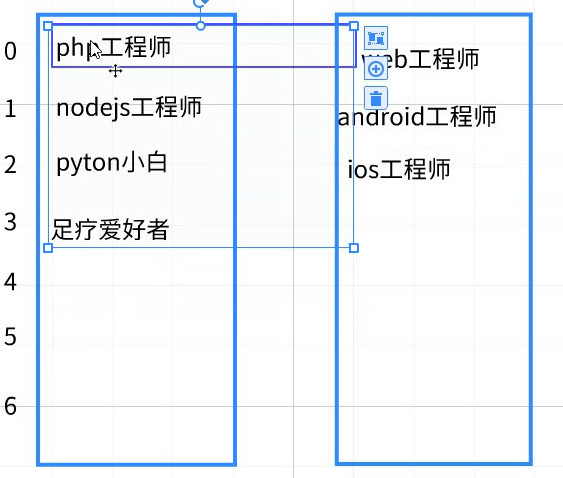 0 php工程师 web工程师
1 nodejs工程师 android工程师
2 pyton小白 ios工程师
3 足疗爱好者
4
5
6